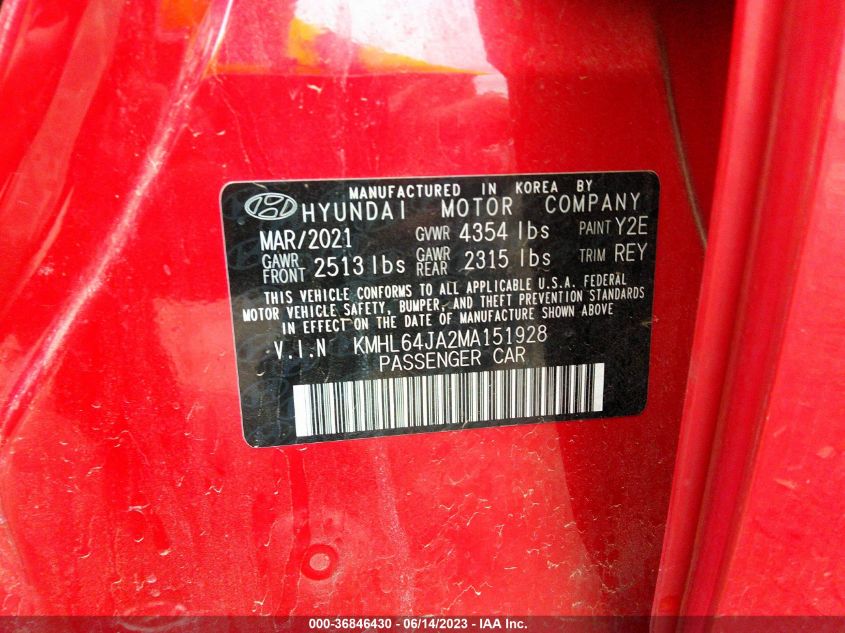 MANUFACTURED IN KOREA BY
HYUNDAI MOTOR COMPANY
MAR/2021 GVWR 4354 lbs PAINT Y2E
GAWR FRONT 2513 lbs GAWR REAR 2315 lbs TRIM REY
THIS VEHICLE CONFORMS TO ALL APPLICABLE U.S.A. FEDERAL
MOTOR VEHICLE SAFETY, BUMPER, AND THEFT PREVENTION STANDARDS
IN EFFECT ON THE DATE OF MANUFACTURE SHOWN ABOVE
V.I.N KMHL64JA2MA151928
PASSENGER CAR
000-36846430 - 06/14/2023 - IAA Inc.